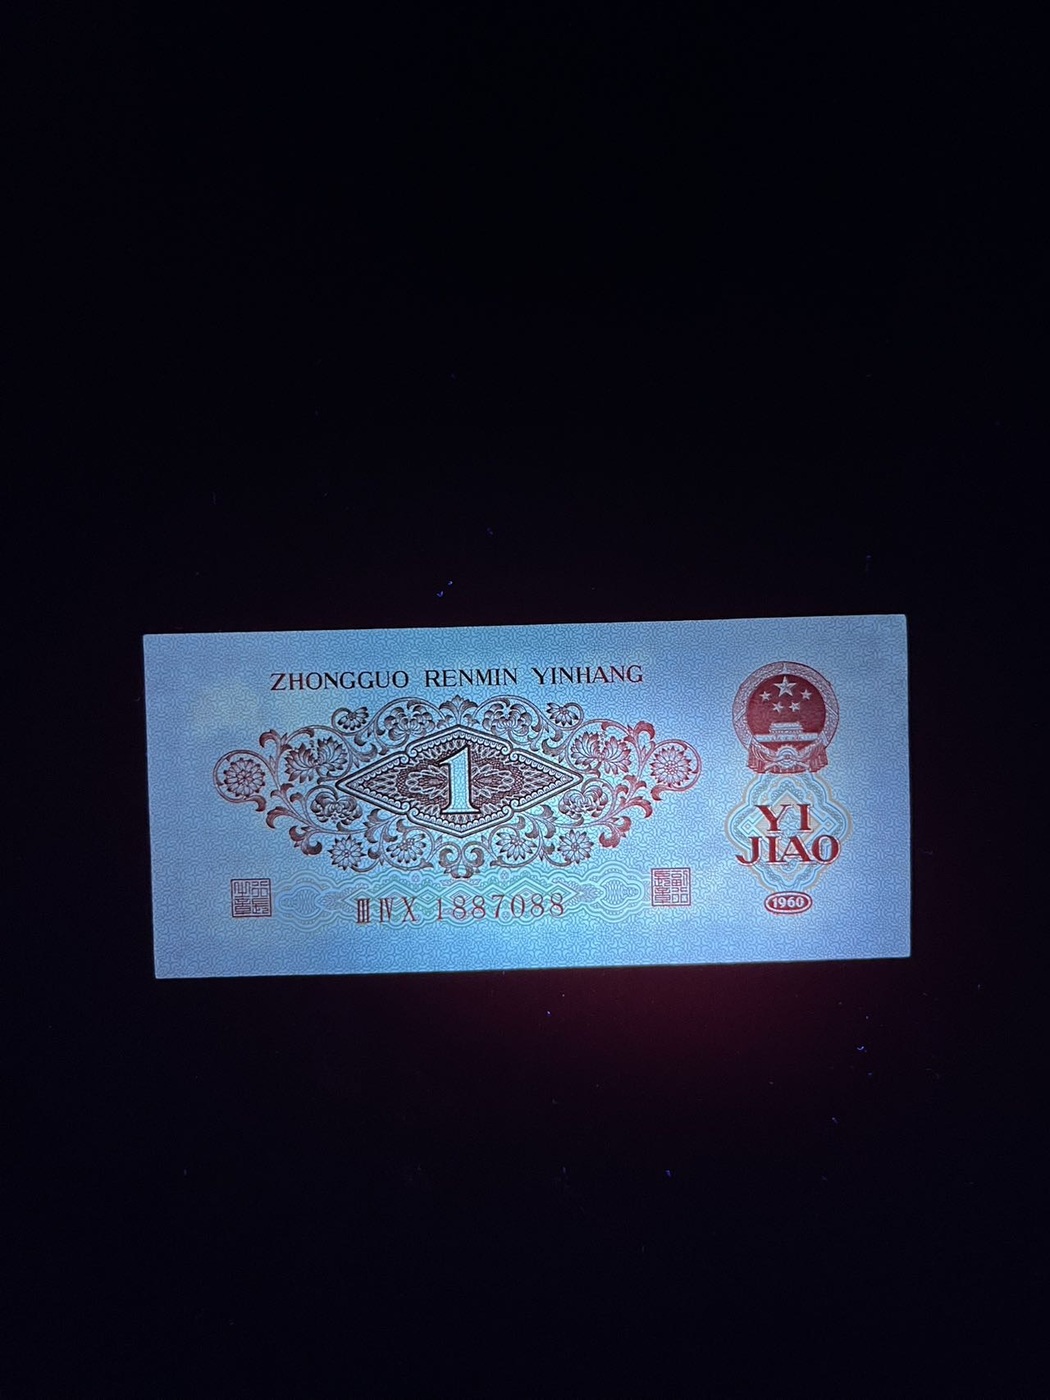 ZHONGGUO RENMIN YINHANG
1
YI
JIAO
ⅢⅣⅩ 1887088
1960